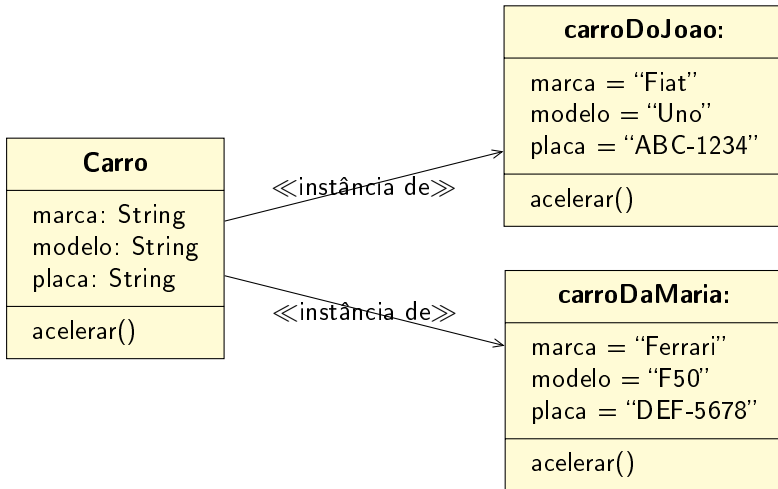 Carro
marca: String
modelo: String
placa: String
acelerar()
≪instância de≫
≪instância de≫
carroDoJoao:
marca = “Fiat”
modelo = “Uno”
placa = “ABC-1234”
acelerar()
carroDaMaria:
marca = “Ferrari”
modelo = “F50”
placa = “DEF-5678”
acelerar()